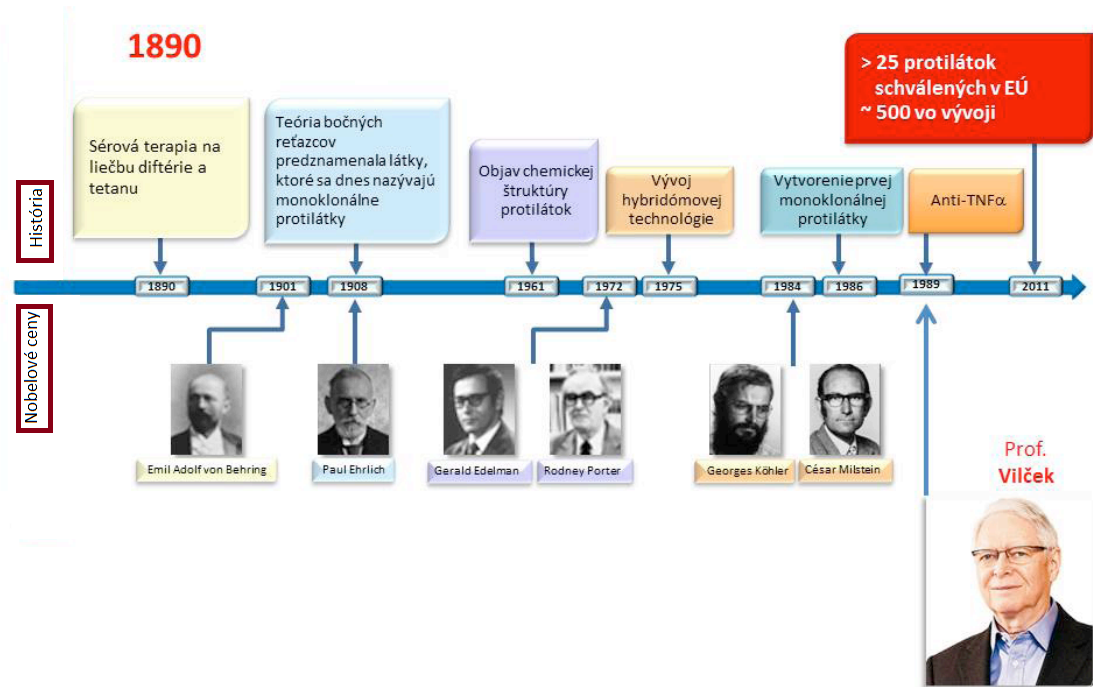 1890
> 25 protilátok
schválených v EÚ
~ 500 vo vývoji
Sérová terapia na
liečbu diftérie a
tetanu
Teória bočných
reťazcov
predznamenala látky,
ktoré sa dnes nazývajú
monoklonálne
protilátky
Objav chemickej
štruktúry
protilátok
Vývoj
hybridómovej
technológie
Vytvorenie prvej
monoklonálnej
protilátky
Anti-TNFα
História
1890
1901
1908
1961
1972
1975
1984
1986
1989
2011
Nobelové ceny
Emil Adolf von Behring
Paul Ehrlich
Gerald Edelman
Rodney Porter
Georges Köhler
César Milstein
Prof.
Vilček